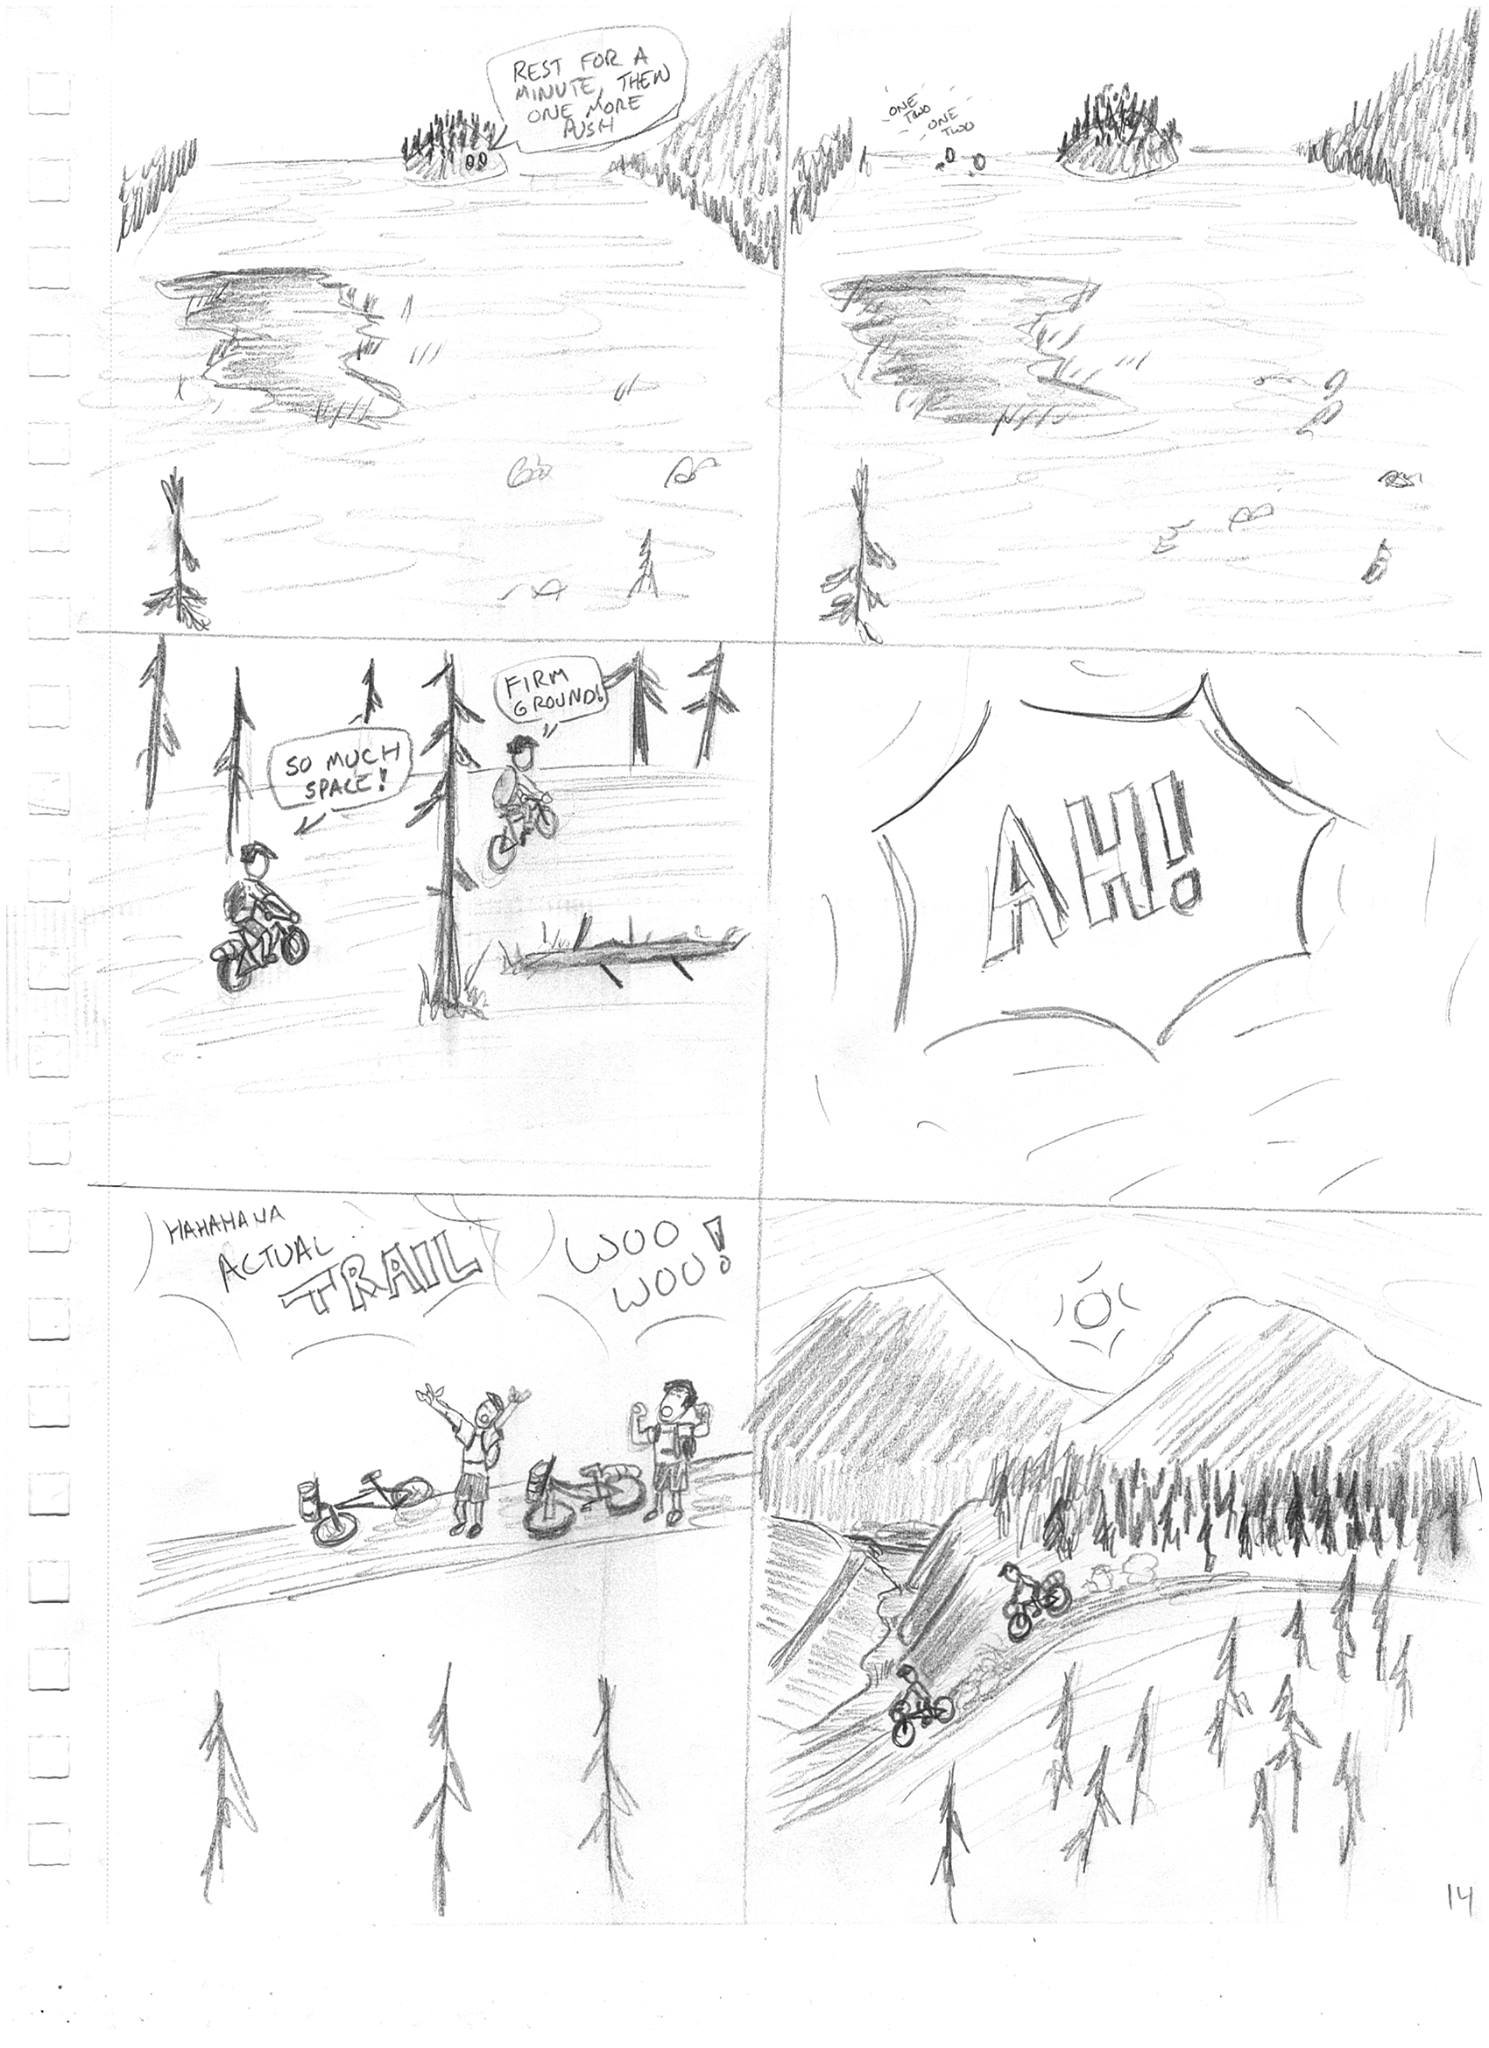 REST FOR A
MINUTE, THEN
ONE MORE
PUSH
ONE
TWO
ONE
TWO
SO MUCH
SPACE!
FIRM
GROUND!
AH!
HAHAHAHA
ACTUAL
TRAIL
WOO
WOO!
14